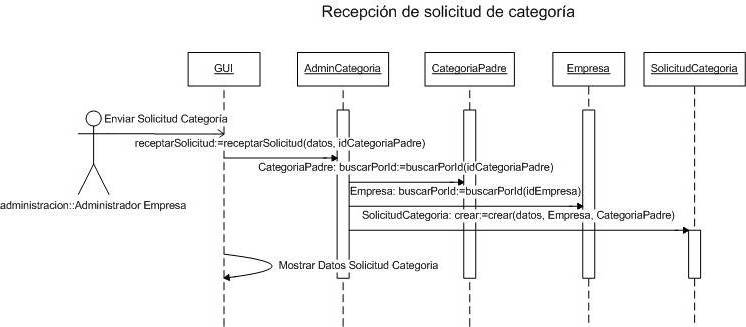 Recepción de solicitud de categoría
GUI
AdminCategoria
CategoriaPadre
Empresa
SolicitudCategoria
Enviar Solicitud Categoría
receptarSolicitud:=receptarSolicitud(datos, idCategoriaPadre)
CategoriaPadre: buscarPorId:=buscarPorId(idCategoriaPadre)
Empresa: buscarPorId:=buscarPorId(idEmpresa)
administracion::Administrador Empresa
SolicitudCategoria: crear:=crear(datos, Empresa, CategoriaPadre)
Mostrar Datos Solicitud Categoria